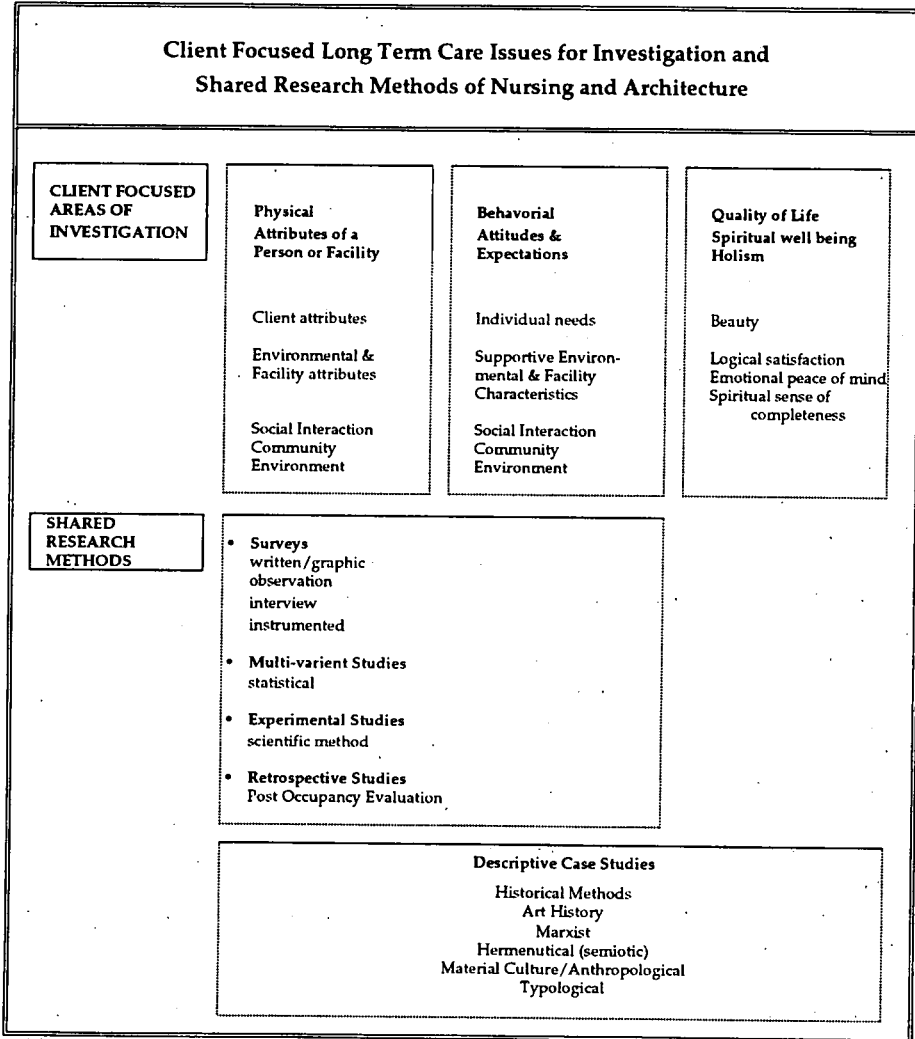 Client Focused Long Term Care Issues for Investigation and
Shared Research Methods of Nursing and Architecture
CLIENT FOCUSED
AREAS OF
INVESTIGATION
Physical
Attributes of a
Person or Facility
Client attributes
Environmental &
Facility attributes
Social Interaction
Community
Environment
Behavorial
Attitudes &
Expectations
Individual needs
Supportive Environ-
mental & Facility
Characteristics
Social Interaction
Community
Environment
Quality of Life
Spiritual well being
Holism
Beauty
Logical satisfaction
Emotional peace of mind
Spiritual sense of
completeness
SHARED
RESEARCH
METHODS
• Surveys
written/graphic
observation
interview
instrumented
• Multi-varient Studies
statistical
• Experimental Studies
scientific method
• Retrospective Studies
Post Occupancy Evaluation
Descriptive Case Studies
Historical Methods
Art History
Marxist
Hermenutical (semiotic)
Material Culture/Anthropological
Typological